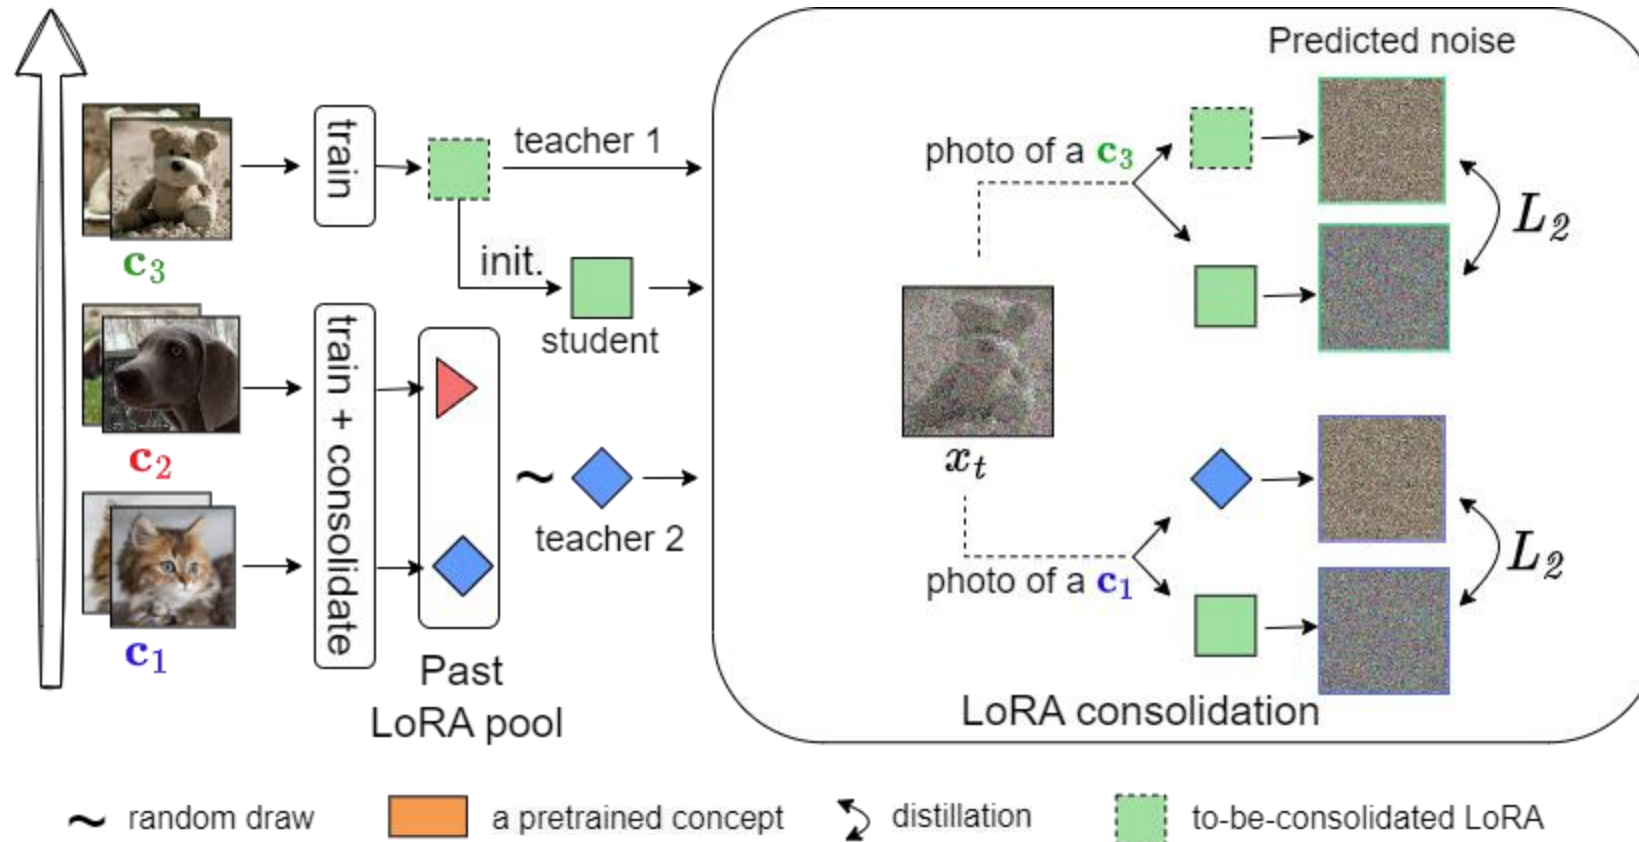 Predicted noise
train
teacher 1
photo of a c₃
L₂
init.
c₃
student
train + consolidate
c₂
xₜ
~
teacher 2
L₂
photo of a c₁
c₁
Past
LoRA pool
LoRA consolidation
~ random draw
a pretrained concept
distillation
to-be-consolidated LoRA